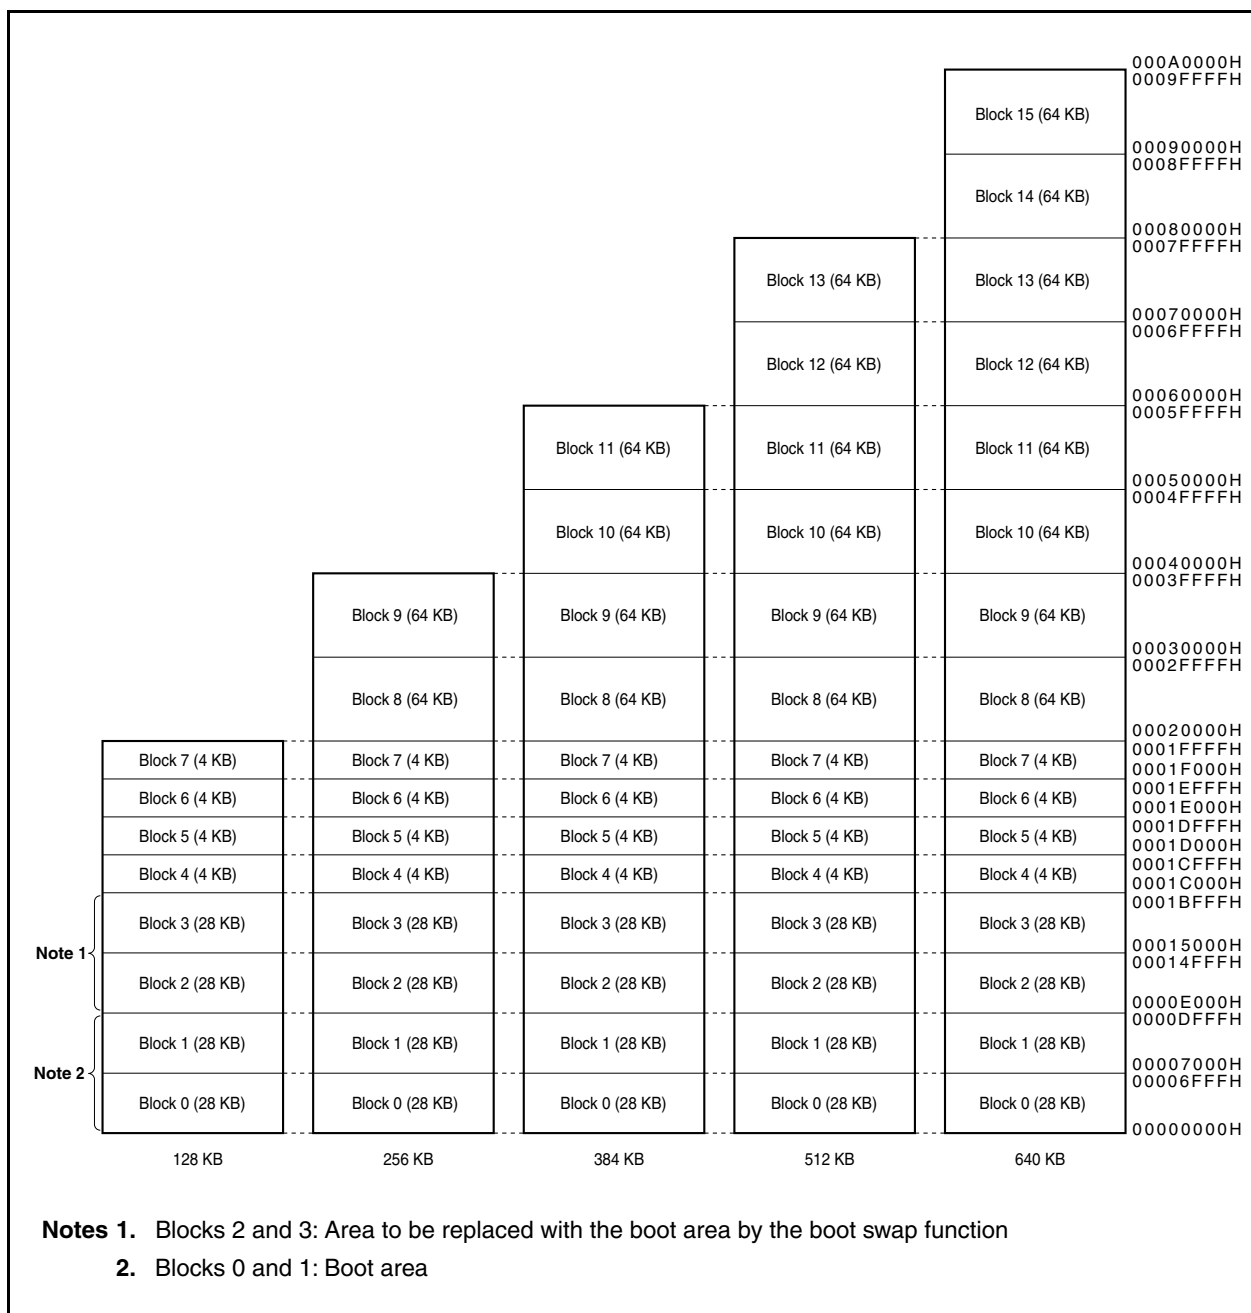 000A0000H
0009FFFFH
Block 15 (64 KB)
00090000H
0008FFFFH
Block 14 (64 KB)
00080000H
0007FFFFH
Block 13 (64 KB) Block 13 (64 KB)
00070000H
0006FFFFH
Block 12 (64 KB) Block 12 (64 KB)
00060000H
0005FFFFH
Block 11 (64 KB) Block 11 (64 KB) Block 11 (64 KB)
00050000H
0004FFFFH
Block 10 (64 KB) Block 10 (64 KB) Block 10 (64 KB)
00040000H
0003FFFFH
Block 9 (64 KB) Block 9 (64 KB) Block 9 (64 KB) Block 9 (64 KB)
00030000H
0002FFFFH
Block 8 (64 KB) Block 8 (64 KB) Block 8 (64 KB) Block 8 (64 KB)
00020000H
0001FFFFH
Block 7 (4 KB) Block 7 (4 KB) Block 7 (4 KB) Block 7 (4 KB) Block 7 (4 KB)
0001F000H
0001EFFFH
Block 6 (4 KB) Block 6 (4 KB) Block 6 (4 KB) Block 6 (4 KB) Block 6 (4 KB)
0001E000H
0001DFFFH
Block 5 (4 KB) Block 5 (4 KB) Block 5 (4 KB) Block 5 (4 KB) Block 5 (4 KB)
0001D000H
0001CFFFH
Block 4 (4 KB) Block 4 (4 KB) Block 4 (4 KB) Block 4 (4 KB) Block 4 (4 KB)
0001C000H
0001BFFFH
Block 3 (28 KB) Block 3 (28 KB) Block 3 (28 KB) Block 3 (28 KB) Block 3 (28 KB)
00015000H
Note 1
00014FFFH
Block 2 (28 KB) Block 2 (28 KB) Block 2 (28 KB) Block 2 (28 KB) Block 2 (28 KB)
0000E000H
0000DFFFH
Block 1 (28 KB) Block 1 (28 KB) Block 1 (28 KB) Block 1 (28 KB) Block 1 (28 KB)
00007000H
Note 2
00006FFFH
Block 0 (28 KB) Block 0 (28 KB) Block 0 (28 KB) Block 0 (28 KB) Block 0 (28 KB)
00000000H
128 KB 256 KB 384 KB 512 KB 640 KB
Notes 1. Blocks 2 and 3: Area to be replaced with the boot area by the boot swap function
2. Blocks 0 and 1: Boot area